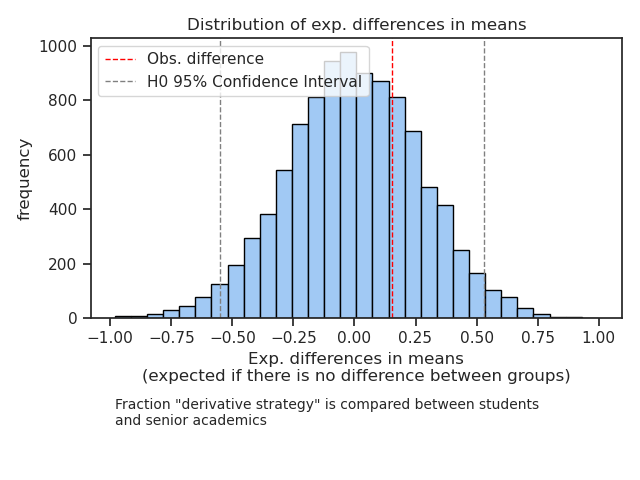 Distribution of exp. differences in means
Obs. difference
H0 95% Confidence Interval
1000
800
600
400
200
0
frequency
−1.00 −0.75 −0.50 −0.25 0.00 0.25 0.50 0.75 1.00
Exp. differences in means
(expected if there is no difference between groups)
Fraction "derivative strategy" is compared between students
and senior academics